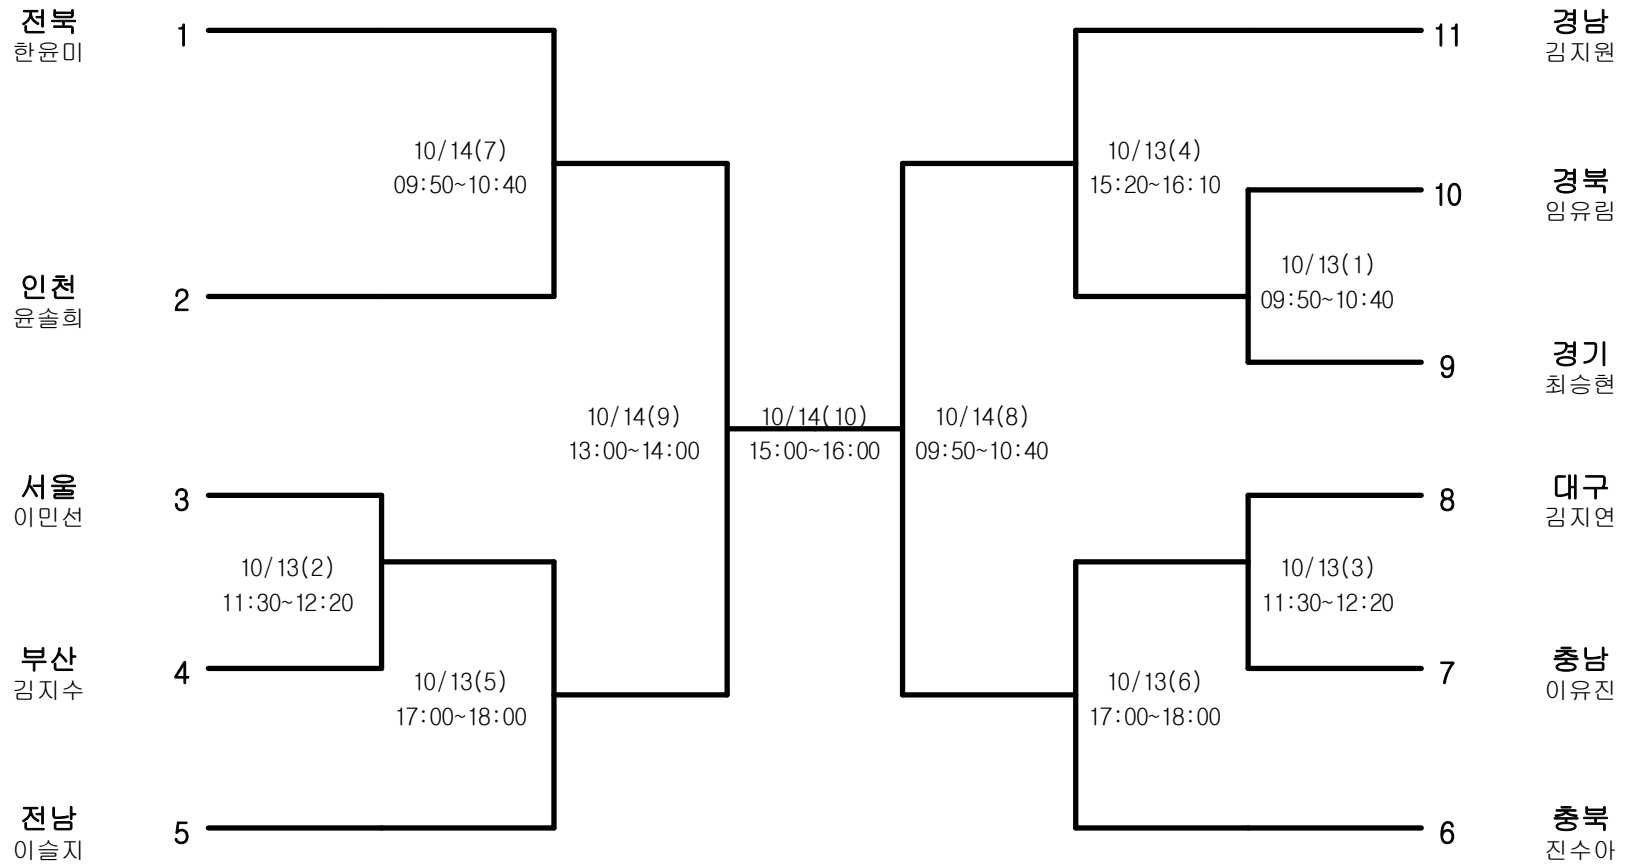 전북
한윤미
1
11
경남
김지원
10/14(7)
09:50~10:40
10/13(4)
15:20~16:10
10
경북
임유림
인천
윤솔희
2
10/13(1)
09:50~10:40
9
경기
최승현
10/14(9)
13:00~14:00
10/14(10)
15:00~16:00
10/14(8)
09:50~10:40
서울
이민선
3
8
대구
김지연
10/13(2)
11:30~12:20
10/13(3)
11:30~12:20
부산
김지수
4
10/13(5)
17:00~18:00
10/13(6)
17:00~18:00
7
충남
이유진
전남
이슬지
5
6
충북
진수아